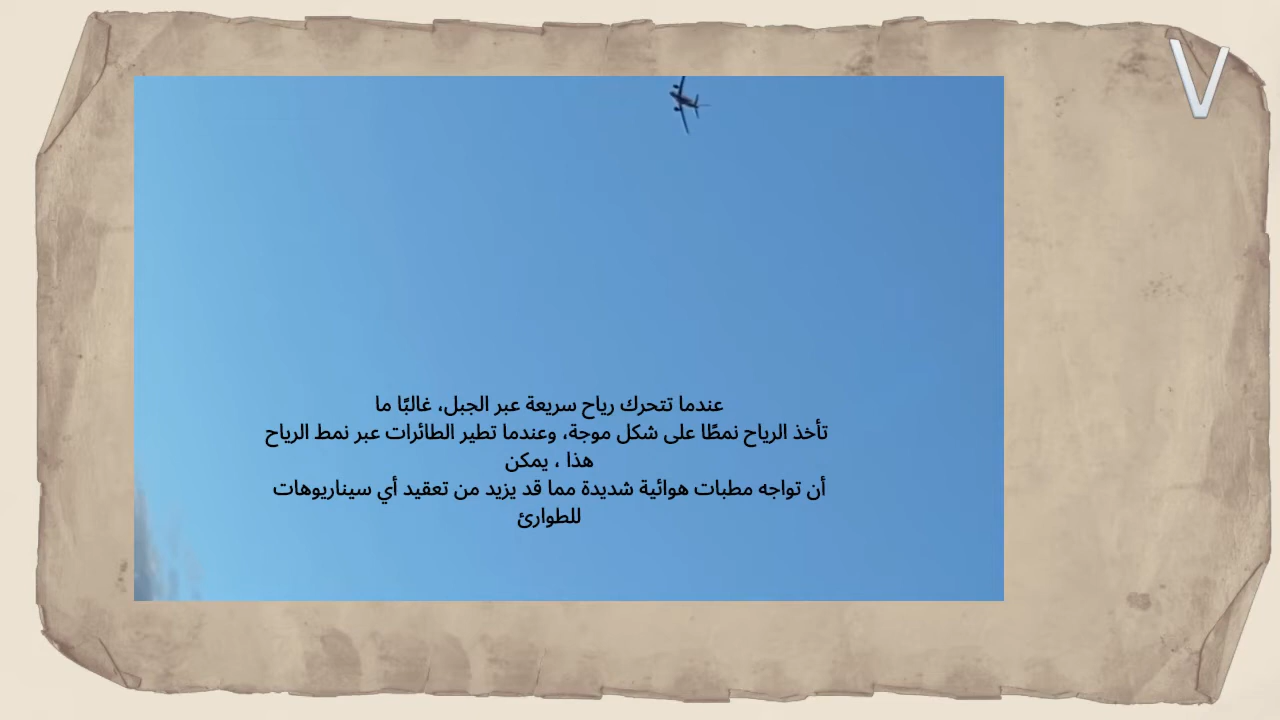 V
عندما تتحرك رياح سريعة عبر الجبل، غالبًا ما
تأخذ الرياح نمطًا على شكل موجة، وعندما تطير الطائرات عبر نمط الرياح
هذا ، يمكن
أن تواجه مطبات هوائية شديدة مما قد يزيد من تعقيد أي سيناريوهات
للطوارئ